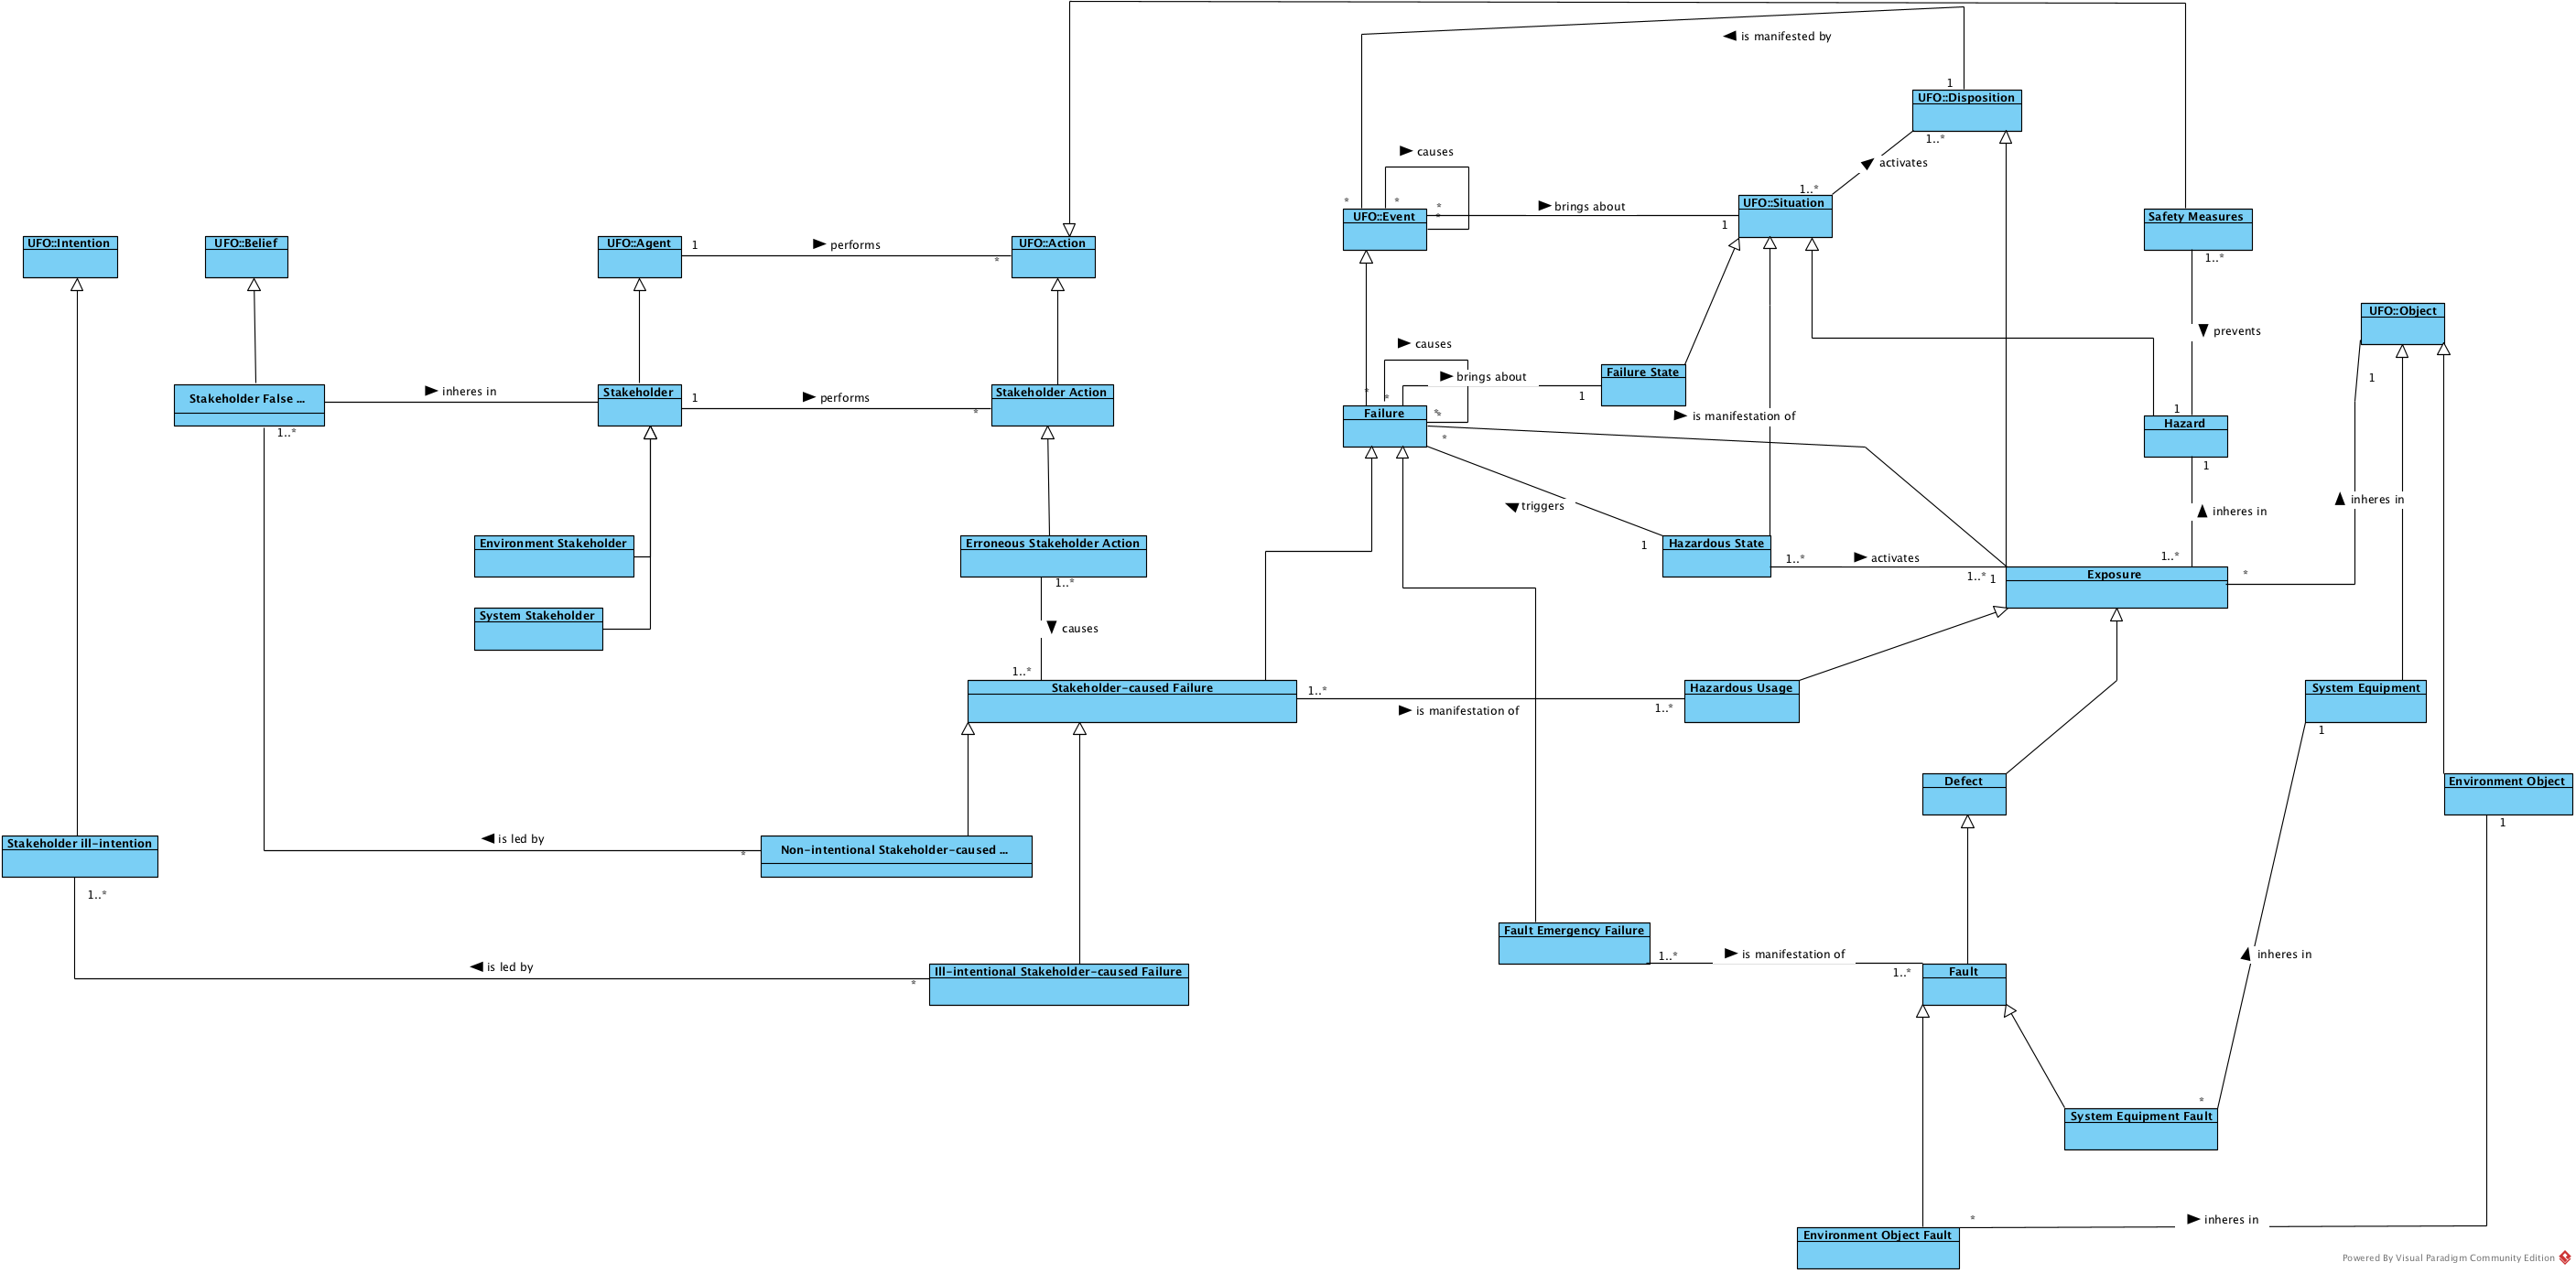 is manifested by
1
UFO::Disposition
1..*
causes
activates
1..*
UFO::Situation
*
*
*
*
brings about
1
UFO::Event
Safety Measures
1..*
UFO::Intention
UFO::Belief
UFO::Agent
1
performs
*
UFO::Action
UFO::Object
1
prevents
causes
brings about
1
Failure State
*
*
*
*
Failure
*
is manifestation of
1
Hazard
1
Stakeholder False ...
1..*
inheres in
Stakeholder
1
performs
*
Stakeholder Action
triggers
1
Hazardous State
1..*
activates
1..*
1
inheres in
1..*
inheres in
Exposure
*
Environment Stakeholder
Erroneous Stakeholder Action
1..*
System Stakeholder
causes
1..*
Stakeholder-caused Failure
1..*
is manifestation of
1..*
Hazardous Usage
System Equipment
1
Defect
Environment Object
1
Stakeholder ill-intention
1..*
is led by
*
Non-intentional Stakeholder-caused ...
is led by
*
Ill-intentional Stakeholder-caused Failure
Fault Emergency Failure
1..*
is manifestation of
1..*
Fault
inheres in
*
System Equipment Fault
*
inheres in
Environment Object Fault
Powered By Visual Paradigm Community Edition